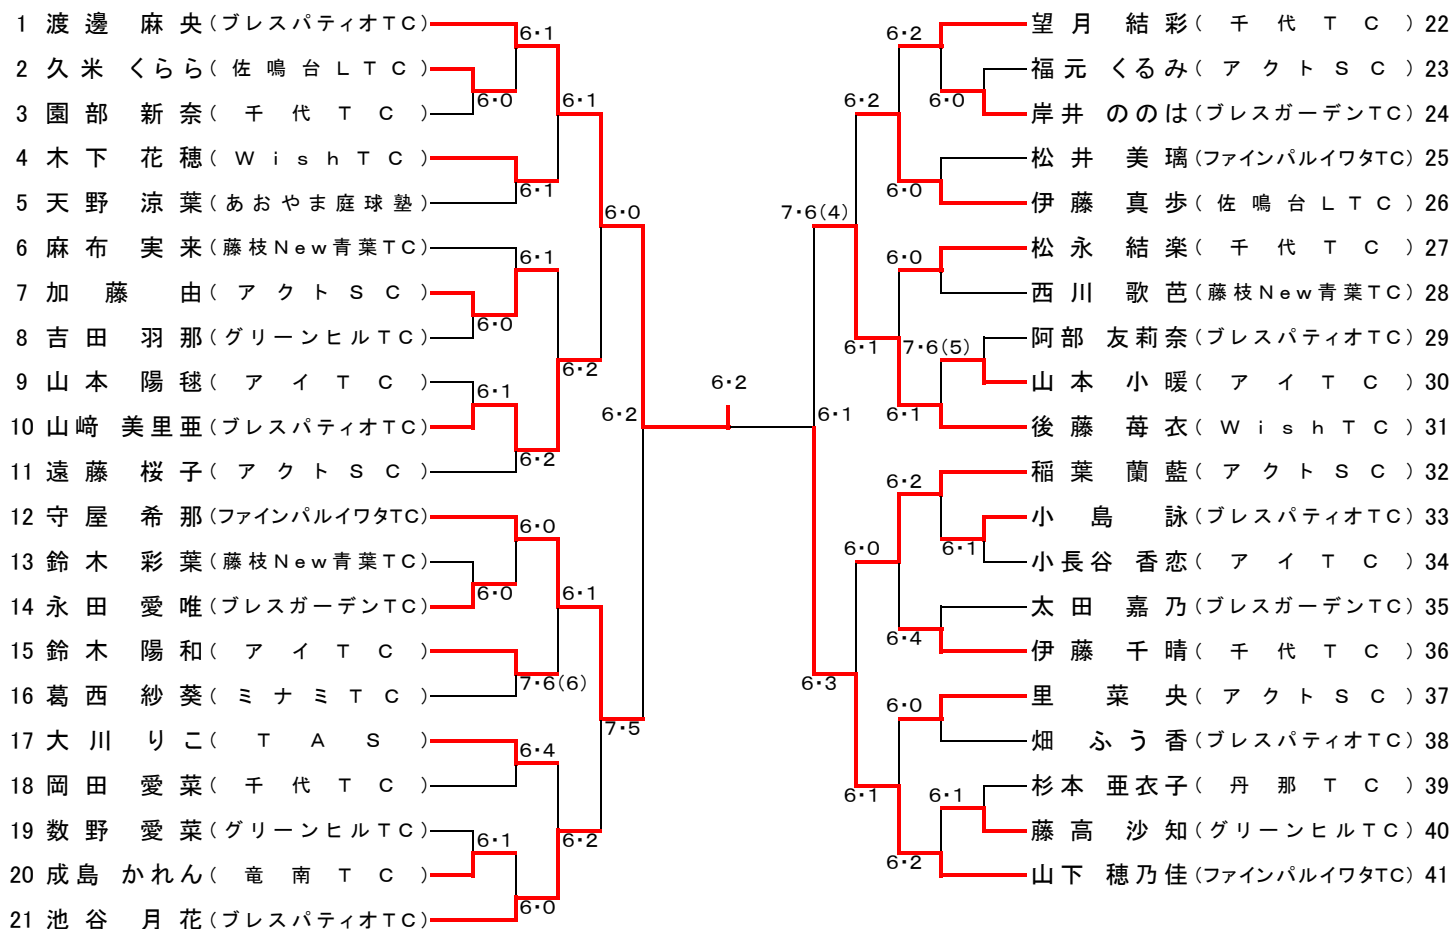 1 渡邊 麻央(ブレスパティオTC)
2 久米 くらら(佐鳴台LTC)
3 園部 新奈(千代TC)
4 木下 花穂(WishTC)
5 天野 涼葉(あおやま庭球塾)
6 麻布 実来(藤枝New青葉TC)
7 加藤 由(アクトSC)
8 吉田 羽那(グリーンヒルTC)
9 山本 陽毬(アイTC)
10 山﨑 美里亜(ブレスパティオTC)
11 遠藤 桜子(アクトSC)
12 守屋 希那(ファインパルイワタTC)
13 鈴木 彩葉(藤枝New青葉TC)
14 永田 愛唯(ブレスガーデンTC)
15 鈴木 陽和(アイTC)
16 葛西 紗葵(ミナミTC)
17 大川 りこ(TAS)
18 岡田 愛菜(千代TC)
19 数野 愛菜(グリーンヒルTC)
20 成島 かれん(竜南TC)
21 池谷 月花(ブレスパティオTC)
6・1
6・0
6・1
6・1
6・0
6・1
6・0
6・2
6・1
6・2
6・2
6・0
6・0
6・1
7・6(6)
7・5
6・4
6・2
6・1
6・0
6・2
6・2
6・0
6・2
6・0
7・6(4)
6・0
6・1
7・6(5)
6・1
6・1
6・2
6・1
6・0
6・4
6・3
6・0
6・1
6・1
6・2
望月 結彩(千代TC) 22
福元 くるみ(アクトSC) 23
岸井 ののは(ブレスガーデンTC) 24
松井 美璃(ファインパルイワタTC) 25
伊藤 真歩(佐鳴台LTC) 26
松永 結楽(千代TC) 27
西川 歌芭(藤枝New青葉TC) 28
阿部 友莉奈(ブレスパティオTC) 29
山本 小暖(アイTC) 30
後藤 苺衣(WishTC) 31
稲葉 蘭藍(アクトSC) 32
小島 詠(ブレスパティオTC) 33
小長谷 香恋(アイTC) 34
太田 嘉乃(ブレスガーデンTC) 35
伊藤 千晴(千代TC) 36
里 菜央(アクトSC) 37
畑 ふう香(ブレスパティオTC) 38
杉本 亜衣子(丹那TC) 39
藤高 沙知(グリーンヒルTC) 40
山下 穂乃佳(ファインパルイワタTC) 41